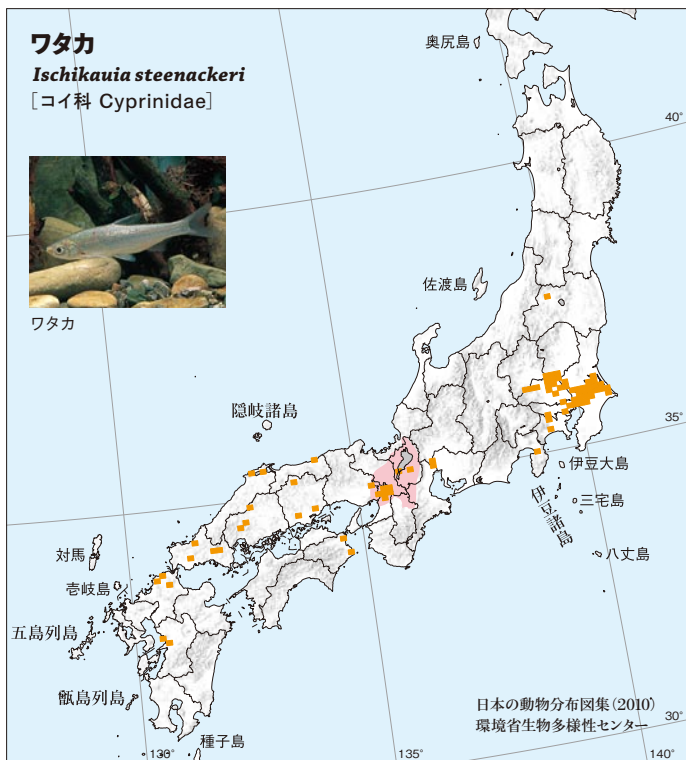 ワタカ
Ischikauia steenackeri
[コイ科 Cyprinidae]
ワタカ
奥尻島
40°
佐渡島
隠岐諸島
35°
伊豆大島
伊豆諸島
三宅島
八丈島
対馬
壱岐島
五島列島
甑島列島
種子島
日本の動物分布図集(2010)
環境省生物多様性センター
30°
130°
135°
140°